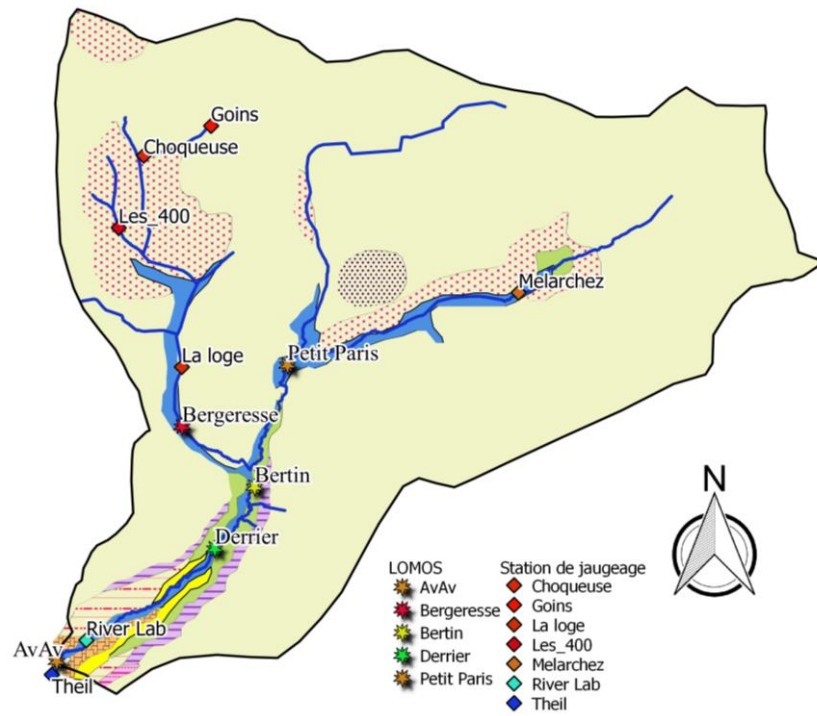 Goins
Choqueuse
Les_400
Melarchez
La loge
Petit Paris
Bergeresse
Bertin
Derrier
River Lab
AvAv
Theil
N
LOMOS
AvAv
Bergeresse
Bertin
Derrier
Petit Paris
Station de jaugeage
Choqueuse
Goins
La loge
Les_400
Melarchez
River Lab
Theil